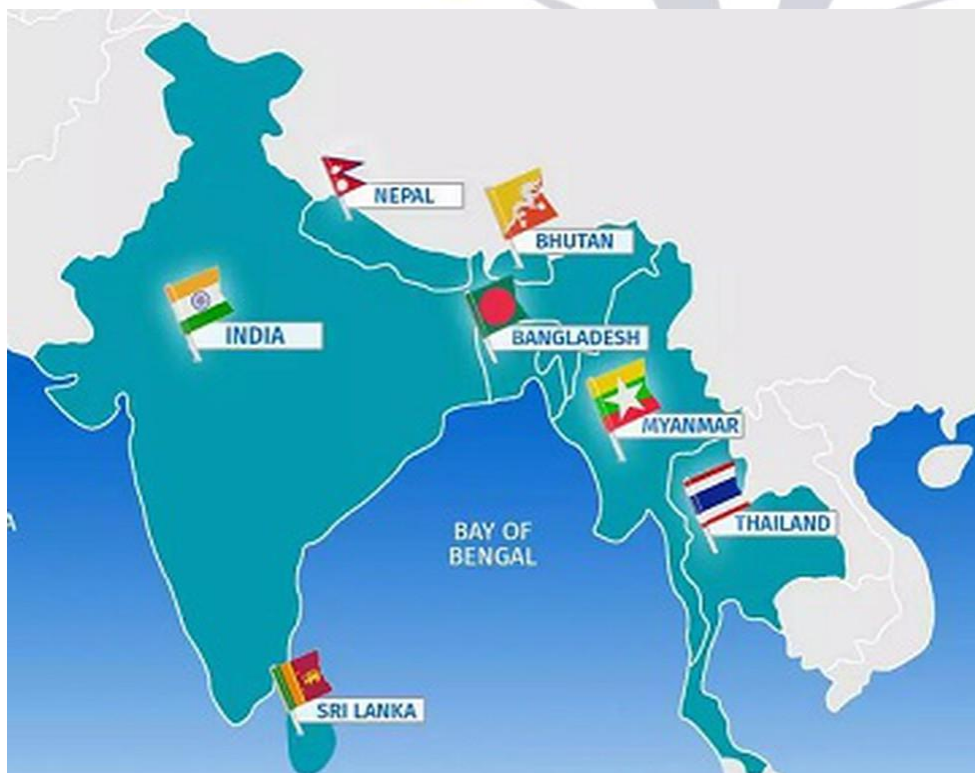 NEPAL
BHUTAN
INDIA
BANGLADESH
MYANMAR
THAILAND
BAY OF
BENGAL
SRI LANKA